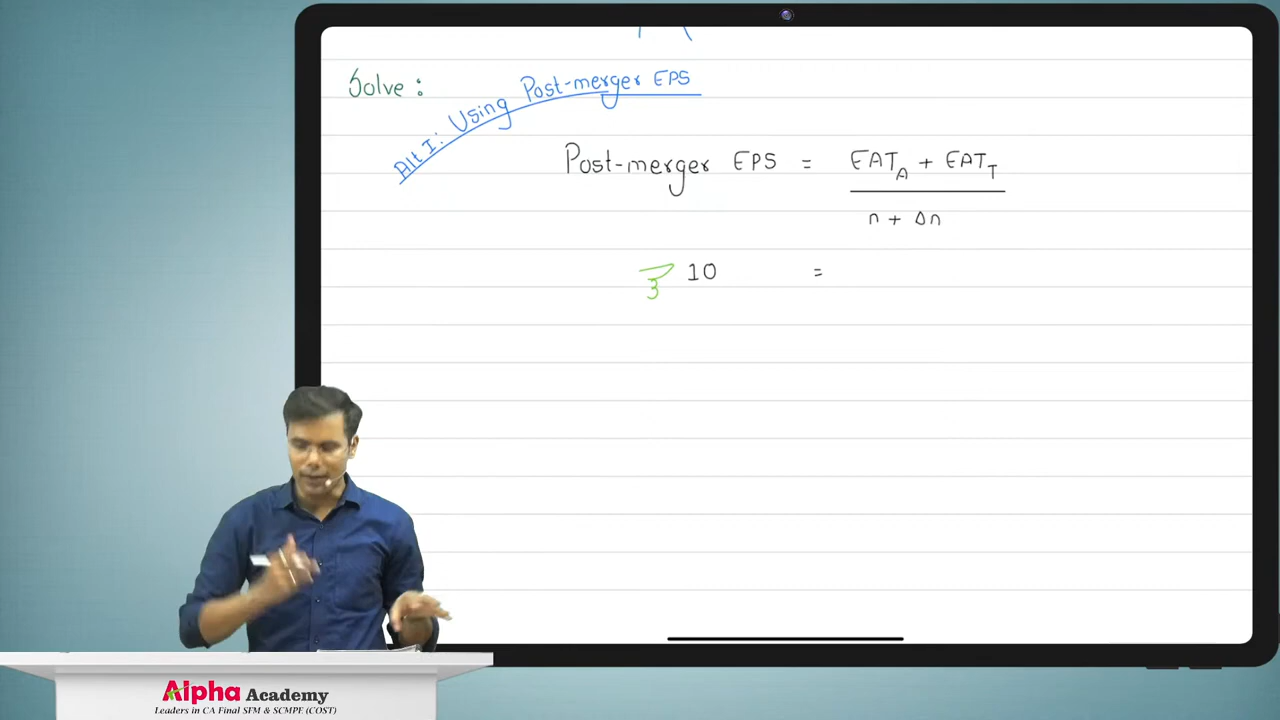 Solve :
Alt I: Using Post-merger EPS
Post-merger EPS = EAT_A + EAT_T
n + Δn
10 =
Alpha Academy
Leaders in CA Final SFM & SCMPE (COST)